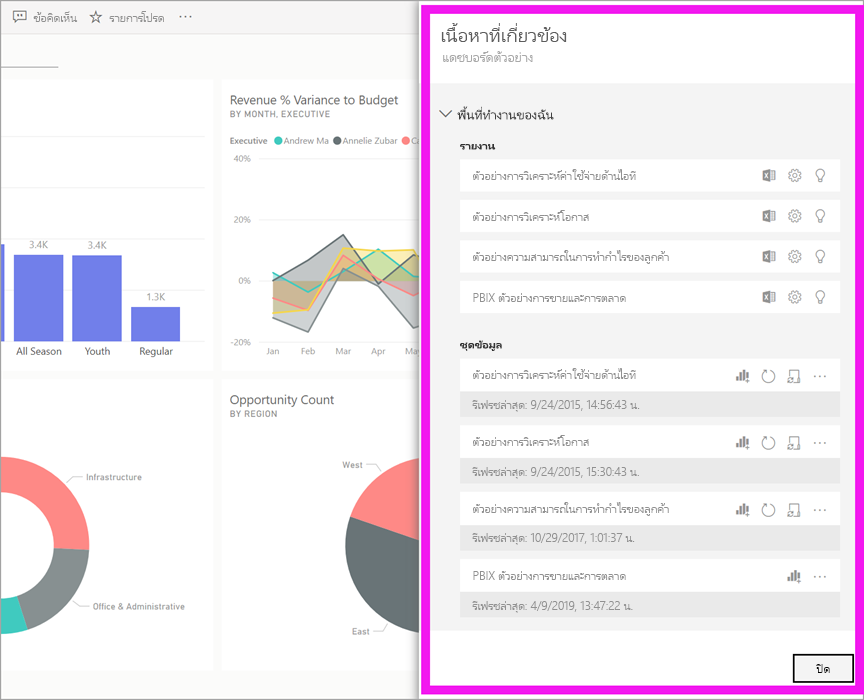 ข้อคิดเห็น รายการโปรด ...
3.4K
3.4K
1.3K
All Season
Youth
Regular
Revenue % Variance to Budget
BY MONTH, EXECUTIVE
Executive Andrew Ma Annelie Zubar
40%
20%
0%
-20%
Jan Feb Mar Apr
Infrastructure
Office & Administrative
Opportunity Count
BY REGION
West
East
เนื้อหาที่เกี่ยวข้อง
แดชบอร์ดตัวอย่าง
พื้นที่ทำงานของฉัน
รายงาน
ตัวอย่างการวิเคราะห์ค่าใช้จ่ายด้านไอที
ตัวอย่างการวิเคราะห์โอกาส
ตัวอย่างความสามารถในการทำกำไรของลูกค้า
PBIX ตัวอย่างการขายและการตลาด
ชุดข้อมูล
ตัวอย่างการวิเคราะห์ค่าใช้จ่ายด้านไอที ...
รีเฟรชล่าสุด: 9/24/2015, 14:56:43 น.
ตัวอย่างการวิเคราะห์โอกาส ...
รีเฟรชล่าสุด: 9/24/2015, 15:30:43 น.
ตัวอย่างความสามารถในการทำกำไรของลูกค้า ...
รีเฟรชล่าสุด: 10/29/2017, 1:01:37 น.
PBIX ตัวอย่างการขายและการตลาด ...
รีเฟรชล่าสุด: 4/9/2019, 13:47:22 น.
ปิด